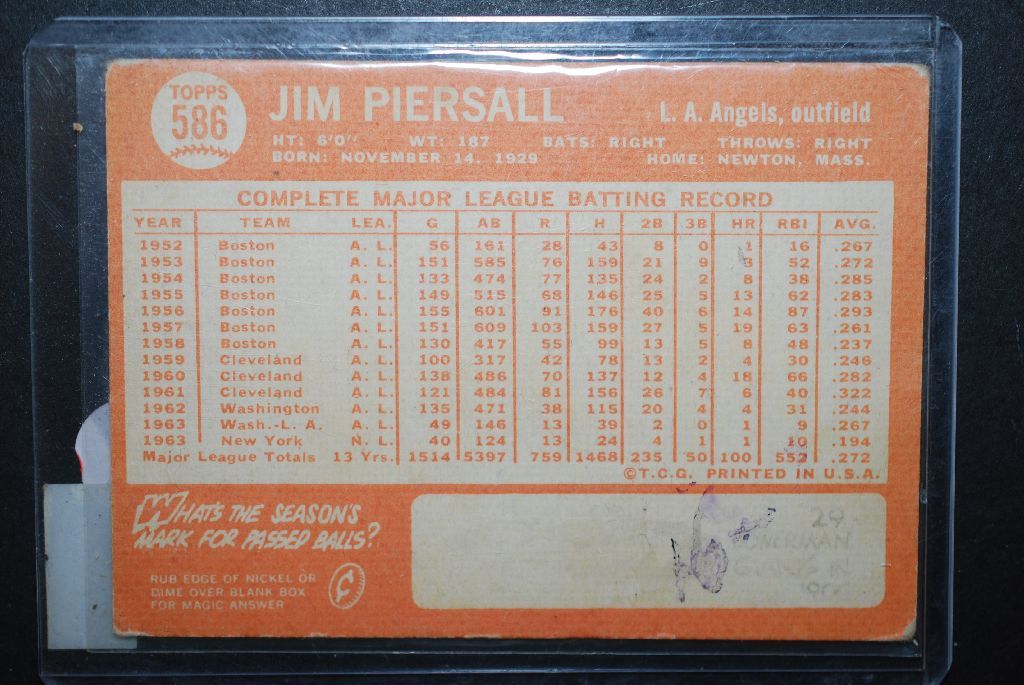 TOPPS
586
JIM PIERSALL
L. A. Angels, outfield
HT: 6'0" WT: 187 BATS: RIGHT THROWS: RIGHT
BORN: NOVEMBER 14, 1929 HOME: NEWTON, MASS.
COMPLETE MAJOR LEAGUE BATTING RECORD
YEAR TEAM LEA. G AB R H 2B 3B HR RBI AVG.
1952 Boston A. L. 56 161 28 43 8 0 1 16 .267
1953 Boston A. L. 151 585 76 159 21 9 3 52 .272
1954 Boston A. L. 133 474 77 135 24 2 8 38 .285
1955 Boston A. L. 149 515 68 146 25 5 13 62 .283
1956 Boston A. L. 155 601 91 176 40 6 14 87 .293
1957 Boston A. L. 151 609 103 159 27 5 19 63 .261
1958 Boston A. L. 130 417 55 99 13 5 8 48 .237
1959 Cleveland A. L. 100 317 42 78 13 2 4 30 .246
1960 Cleveland A. L. 138 486 70 137 12 4 18 66 .282
1961 Cleveland A. L. 121 484 81 156 26 7 6 40 .322
1962 Washington A. L. 135 471 38 115 20 4 4 31 .244
1963 Wash.-L. A. A. L. 49 146 13 39 2 0 1 9 .267
1963 New York N. L. 40 124 13 24 4 1 1 10 .194
Major League Totals 13 Yrs. 1514 5397 759 1468 235 50 100 552 .272
©T.C.G. PRINTED IN U.S.A.
WHAT'S THE SEASON'S
MARK FOR PASSED BALLS?
RUB EDGE OF NICKEL OR
DIME OVER BLANK BOX
FOR MAGIC ANSWER
29
IN